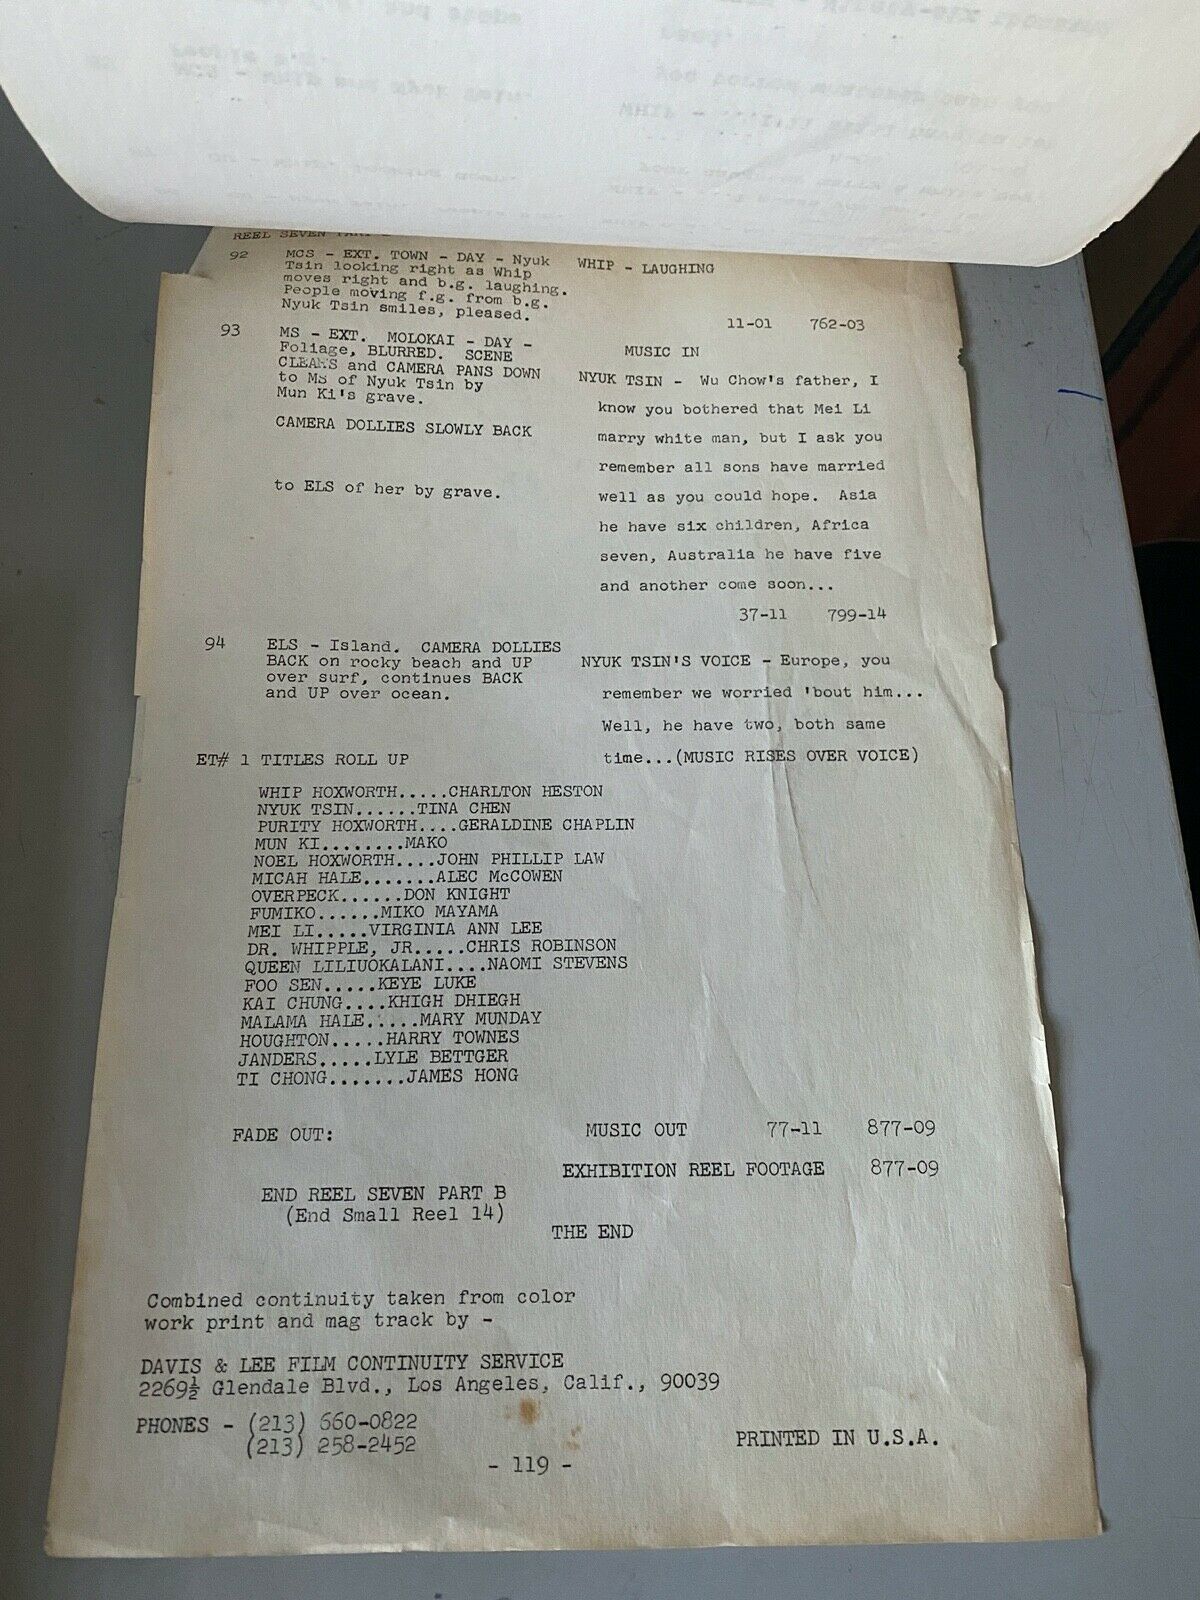 REEL SEVEN
92 MCS - EXT. TOWN - DAY - Nyuk WHIP - LAUGHING
Tsin looking right as Whip
moves right and b.g. laughing.
People moving f.g. from b.g.
Nyuk Tsin smiles, pleased.
11-01 762-03
93 MS - EXT. MOLOKAI - DAY - MUSIC IN
Foliage, BLURRED. SCENE
CLEARS and CAMERA PANS DOWN
to MS of Nyuk Tsin by
Mun Ki's grave.
CAMERA DOLLIES SLOWLY BACK
to ELS of her by grave.
NYUK TSIN - Wu Chow's father, I
know you bothered that Mei Li
marry white man, but I ask you
remember all sons have married
well as you could hope. Asia
he have six children, Africa
seven, Australia he have five
and another come soon...
37-11 799-14
94 ELS - Island. CAMERA DOLLIES
BACK on rocky beach and UP
over surf, continues BACK
and UP over ocean.
NYUK TSIN'S VOICE - Europe, you
remember we worried 'bout him...
Well, he have two, both same
time...(MUSIC RISES OVER VOICE)
ET# 1 TITLES ROLL UP
WHIP HOXWORTH.....CHARLTON HESTON
NYUK TSIN......TINA CHEN
PURITY HOXWORTH....GERALDINE CHAPLIN
MUN KI........MAKO
NOEL HOXWORTH....JOHN PHILLIP LAW
MICAH HALE.......ALEC McCOWEN
OVERPECK......DON KNIGHT
FUMIKO......MIKO MAYAMA
MEI LI.....VIRGINIA ANN LEE
DR. WHIPPLE, JR.....CHRIS ROBINSON
QUEEN LILIUOKALANI....NAOMI STEVENS
FOO SEN.....KEYE LUKE
KAI CHUNG....KHIGH DHIEGH
MALAMA HALE.....MARY MUNDAY
HOUGHTON.....HARRY TOWNES
JANDERS.....LYLE BETTGER
TI CHONG.......JAMES HONG
FADE OUT: MUSIC OUT 77-11 877-09
EXHIBITION REEL FOOTAGE 877-09
END REEL SEVEN PART B
(End Small Reel 14)
THE END
Combined continuity taken from color
work print and mag track by -
DAVIS & LEE FILM CONTINUITY SERVICE
2269½ Glendale Blvd., Los Angeles, Calif., 90039
PHONES - (213) 660-0822
(213) 258-2452
PRINTED IN U.S.A.
- 119 -